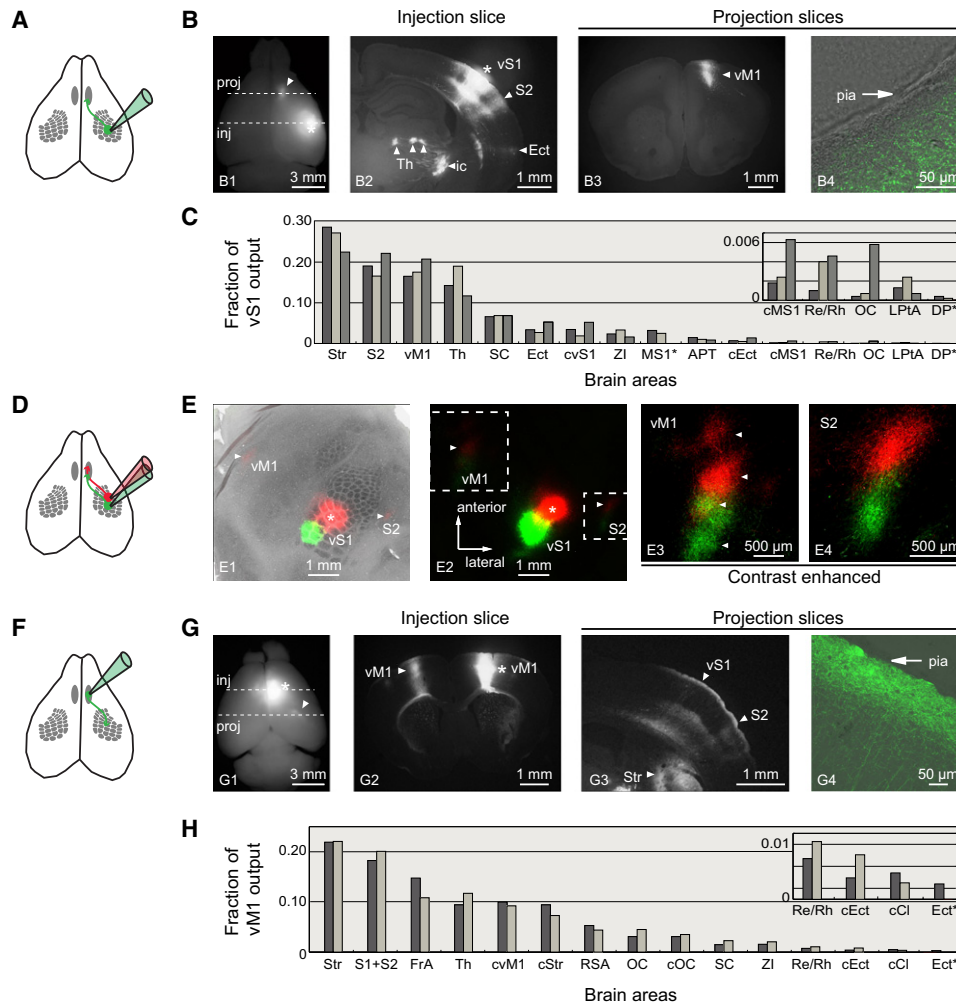 A
B
Injection slice
Projection slices
proj
inj
B1
3 mm
* vS1
S2
Th
ic
Ect
B2
1 mm
vM1
B3
1 mm
pia
B4
50 µm
C
Fraction of
vS1 output
0.30
0.20
0.10
0
Str S2 vM1 Th SC Ect cvS1 ZI MS1* APT cEct cMS1 Re/Rh OC LPtA DP*
Brain areas
0.006
0
cMS1 Re/Rh OC LPtA DP*
D
E
vM1
*
vS1
S2
E1
1 mm
vM1
anterior
lateral
*
vS1
S2
E2
1 mm
vM1
E3
500 µm
S2
E4
500 µm
Contrast enhanced
F
G
Injection slice
Projection slices
inj
*
proj
G1
3 mm
vM1
* vM1
G2
1 mm
vS1
S2
Str
G3
1 mm
pia
G4
50 µm
H
Fraction of
vM1 output
0.20
0.10
0
Str S1+S2 FrA Th cvM1 cStr RSA OC cOC SC ZI Re/Rh cEct cCl Ect*
Brain areas
0.01
0
Re/Rh cEct cCl Ect*